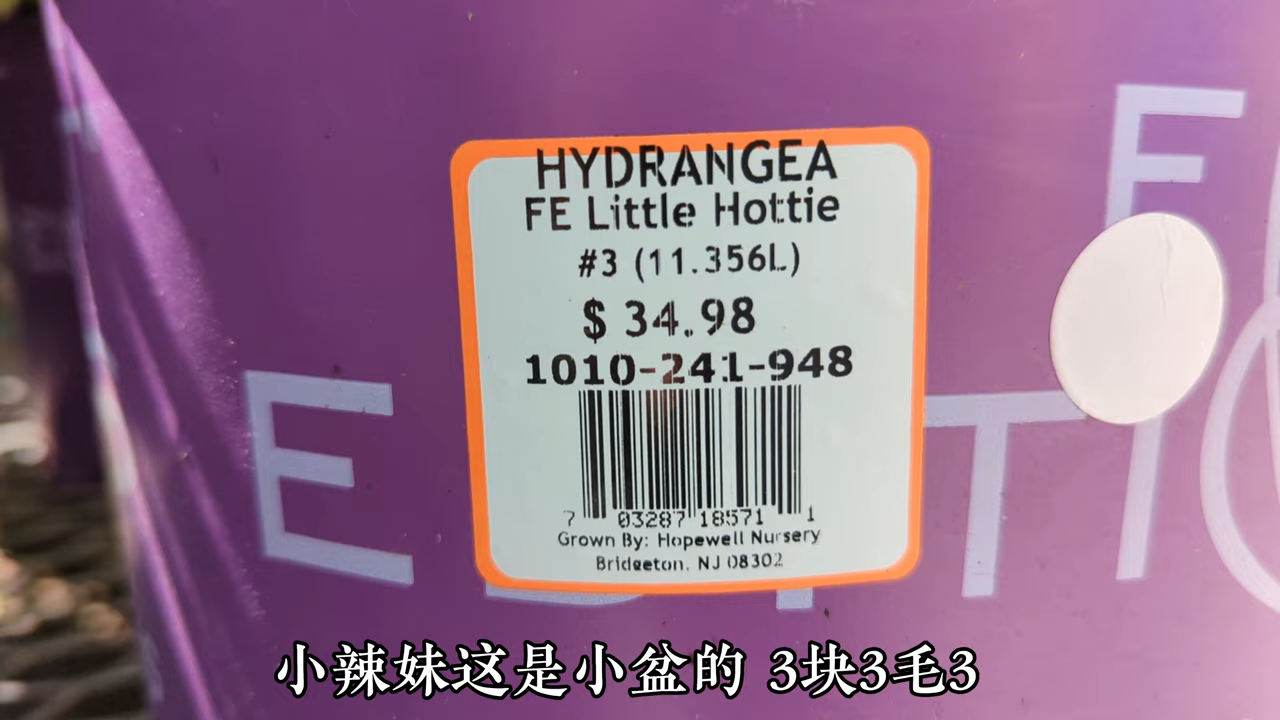 F
HYDRANGEA
FE Little Hottie
#3 (11.356L)
$ 34.98
1010-241-948
7 03287 18571 1
Grown By: Hopewell Nursery
Bridgeton, NJ 08302
小辣妹这是小盆的 3块3毛3